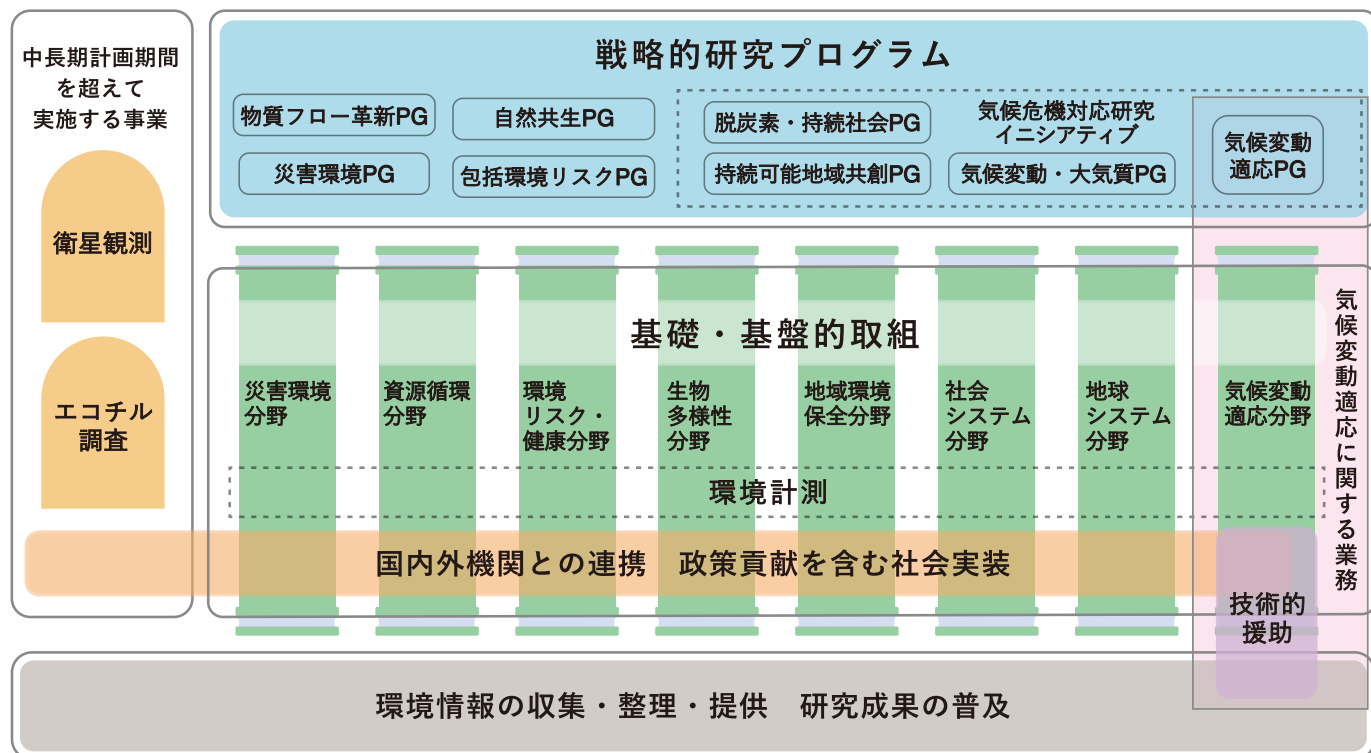 中長期計画期間
を超えて
実施する事業
衛星観測
エコチル
調査
戦略的研究プログラム
物質フロー革新PG
自然共生PG
災害環境PG
包括環境リスクPG
脱炭素・持続社会PG
気候危機対応研究
イニシアティブ
持続可能地域共創PG
気候変動・大気質PG
気候変動
適応PG
基礎・基盤的取組
災害環境
分野
資源循環
分野
環境
リスク・
健康分野
生物
多様性
分野
地域環境
保全分野
社会
システム
分野
地球
システム
分野
気候変動
適応分野
気候変動適応に関する業務
環境計測
国内外機関との連携　政策貢献を含む社会実装
技術的
援助
環境情報の収集・整理・提供　研究成果の普及